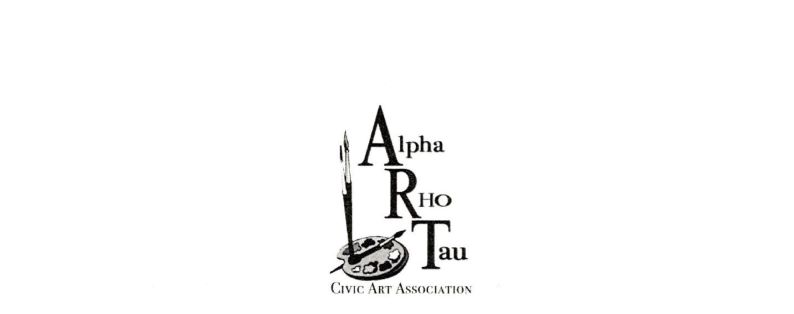 Alpha
RHO
Tau
CIVIC ART ASSOCIATION